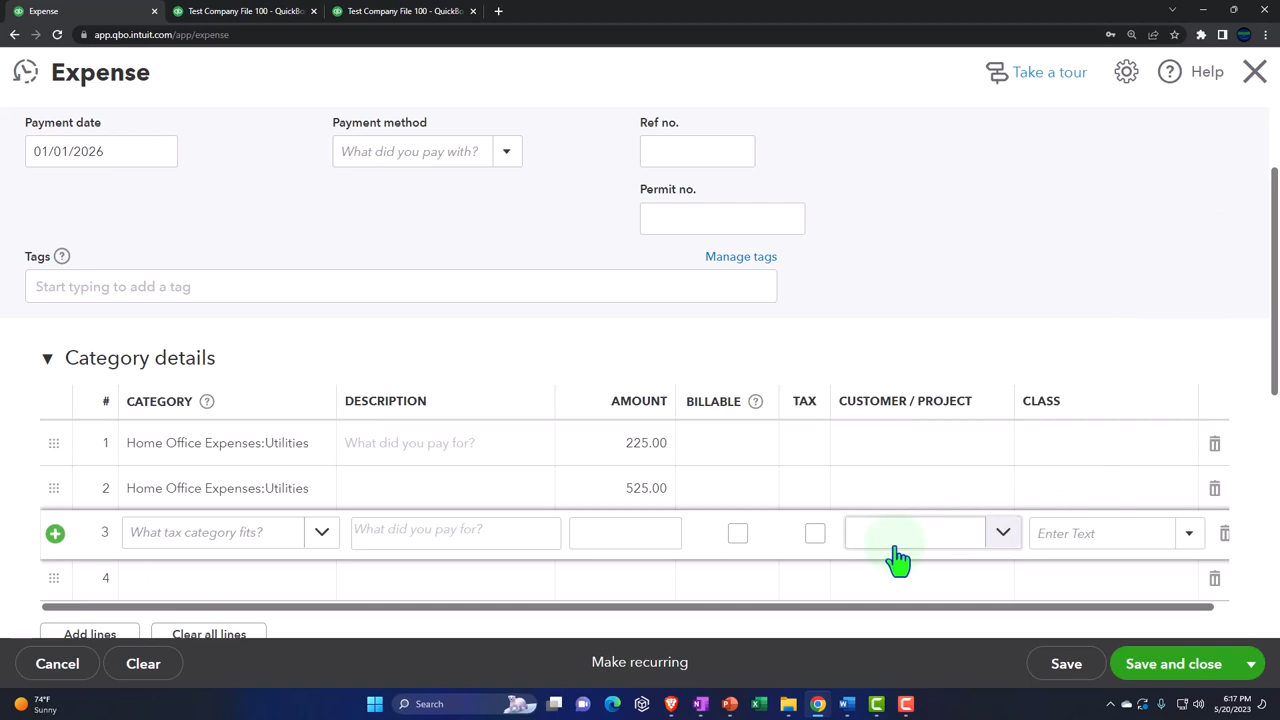 Expense
Test Company File 100 - QuickBo
Test Company File 100 - QuickBo
app.qbo.intuit.com/app/expense
Expense
Take a tour
Help
Payment date
Payment method
Ref no.
01/01/2026
What did you pay with?
Permit no.
Tags
Manage tags
Start typing to add a tag
Category details
# CATEGORY DESCRIPTION AMOUNT BILLABLE TAX CUSTOMER / PROJECT CLASS
1 Home Office Expenses:Utilities What did you pay for? 225.00
2 Home Office Expenses:Utilities 525.00
3 What tax category fits? What did you pay for? Enter Text
4
Add lines Clear all lines
Cancel Clear Make recurring Save Save and close
74°F
Sunny
Search
6:17 PM
5/20/2023